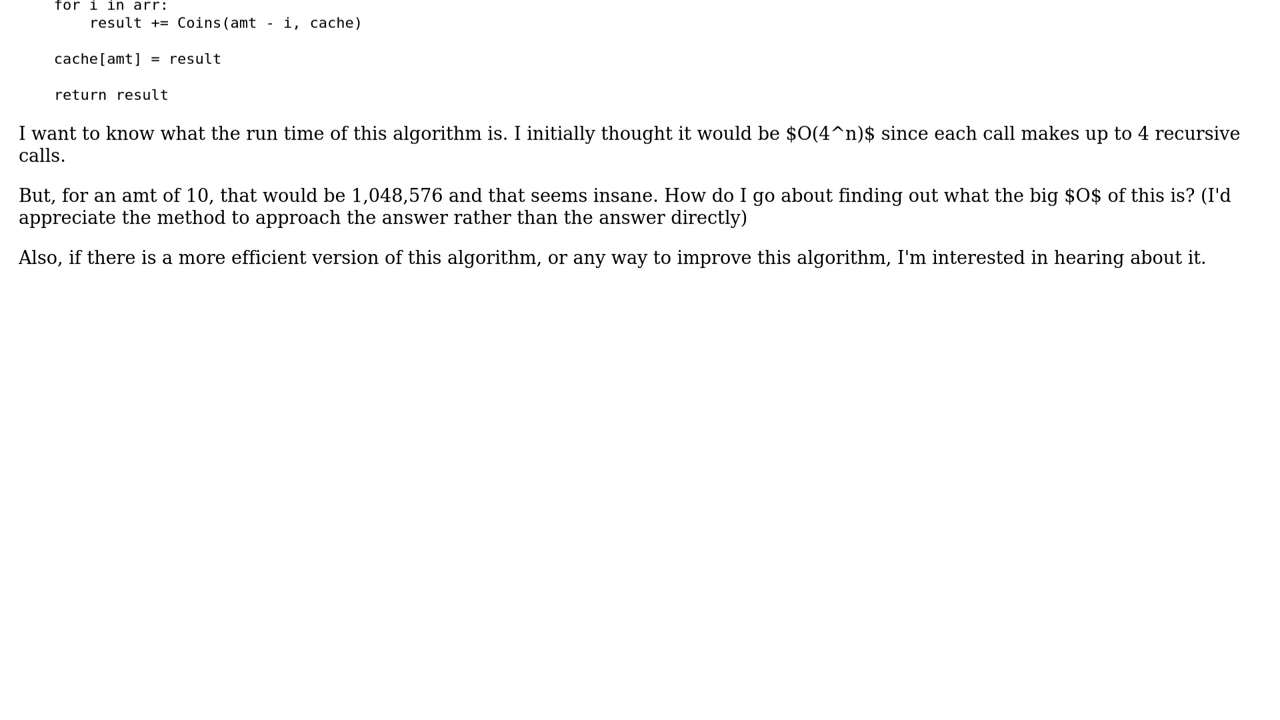 for i in arr:
result += Coins(amt - i, cache)
cache[amt] = result
return result
I want to know what the run time of this algorithm is. I initially thought it would be $O(4^n)$ since each call makes up to 4 recursive
calls.
But, for an amt of 10, that would be 1,048,576 and that seems insane. How do I go about finding out what the big $O$ of this is? (I'd
appreciate the method to approach the answer rather than the answer directly)
Also, if there is a more efficient version of this algorithm, or any way to improve this algorithm, I'm interested in hearing about it.